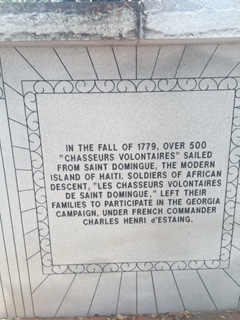 IN THE FALL OF 1779, OVER 500
"CHASSEURS VOLONTAIRES" SAILED
FROM SAINT DOMINGUE, THE MODERN
ISLAND OF HAITI. SOLDIERS OF AFRICAN
DESCENT, "LES CHASSEURS VOLONTAIRES
DE SAINT DOMINGUE," LEFT THEIR
FAMILIES TO PARTICIPATE IN THE GEORGIA
CAMPAIGN, UNDER FRENCH COMMANDER
CHARLES HENRI d'ESTAING.